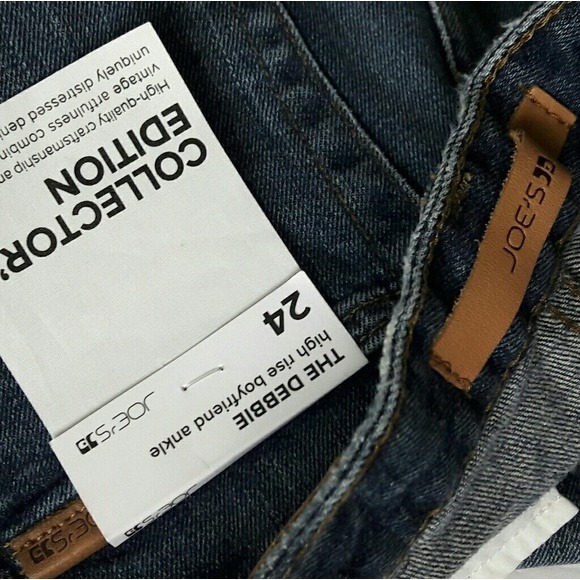 COLLECTOR'
EDITION
High-quality craftsmanship an
vintage artfulness combin
uniquely distressed deni
THE DEBBIE
high rise boyfriend ankle
24
JOE'S
JOE'S
JOE'S